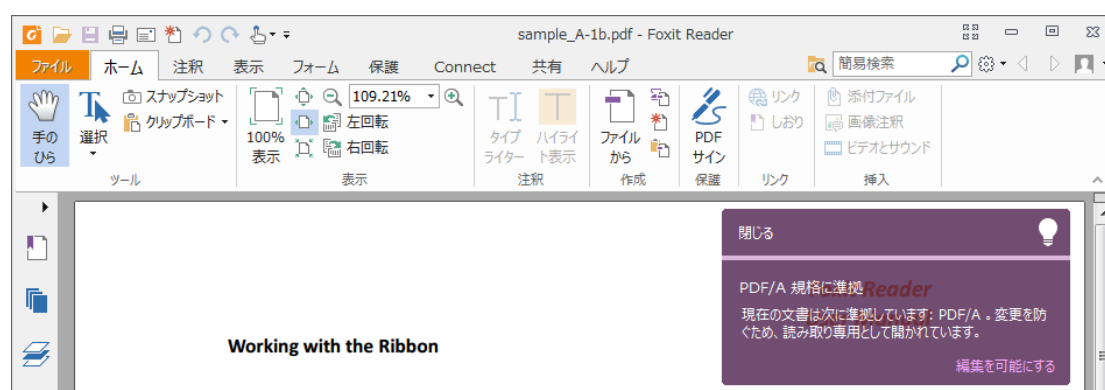 sample_A-1b.pdf - Foxit Reader
ファイル ホーム 注釈 表示 フォーム 保護 Connect 共有 ヘルプ 簡易検索
手のひら
選択
スナップショット
クリップボード
ツール
100% 表示
109.21%
左回転
右回転
表示
タイプライター
ハイライト表示
注釈
ファイルから
作成
PDF サイン
保護
リンク
しおり
リンク
添付ファイル
画像注釈
ビデオとサウンド
挿入
閉じる
PDF/A 規格に準拠
Reader
現在の文書は次に準拠しています: PDF/A 。変更を防
ぐため、読み取り専用として開かれています。
編集を可能にする
Working with the Ribbon